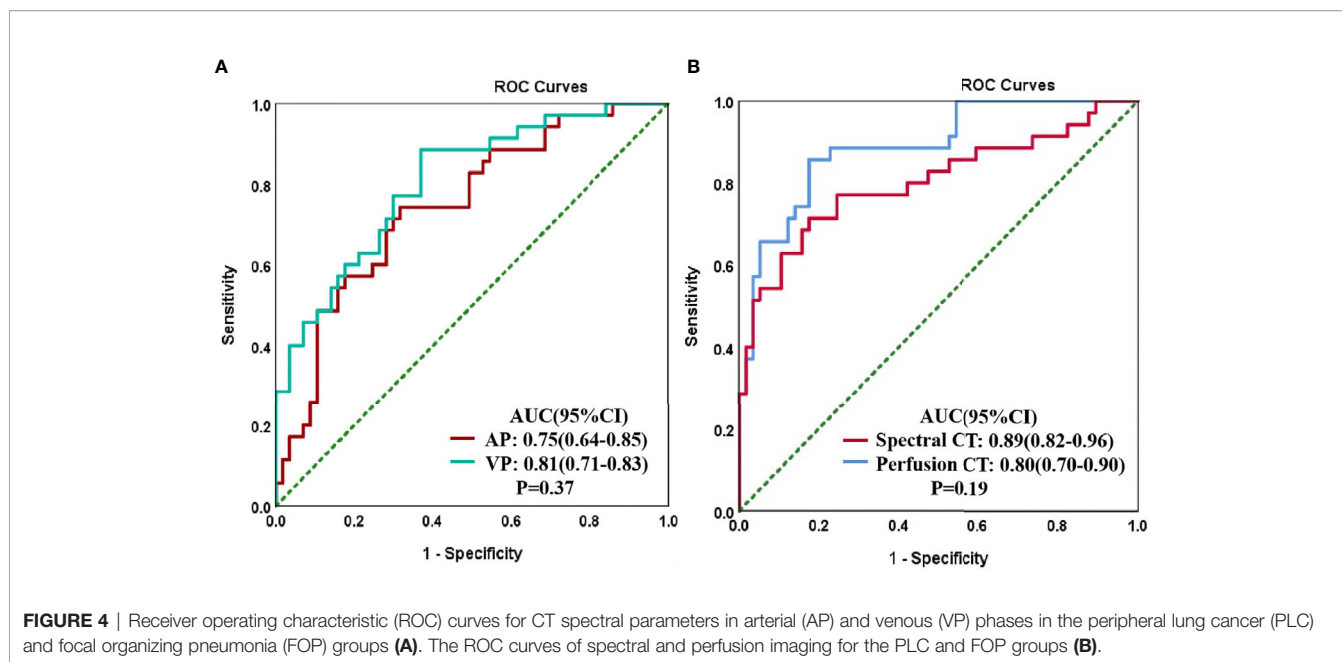 A
ROC Curves
1.0
0.8
0.6
0.4
0.2
0.0
Sensitivity
AUC(95%CI)
AP: 0.75(0.64-0.85)
VP: 0.81(0.71-0.83)
P=0.37
0.0 0.2 0.4 0.6 0.8 1.0
1 - Specificity
B
ROC Curves
1.0
0.8
0.6
0.4
0.2
0.0
Sensitivity
AUC(95%CI)
Spectral CT: 0.89(0.82-0.96)
Perfusion CT: 0.80(0.70-0.90)
P=0.19
0.0 0.2 0.4 0.6 0.8 1.0
1 - Specificity
FIGURE 4 | Receiver operating characteristic (ROC) curves for CT spectral parameters in arterial (AP) and venous (VP) phases in the peripheral lung cancer (PLC)
and focal organizing pneumonia (FOP) groups (A). The ROC curves of spectral and perfusion imaging for the PLC and FOP groups (B).